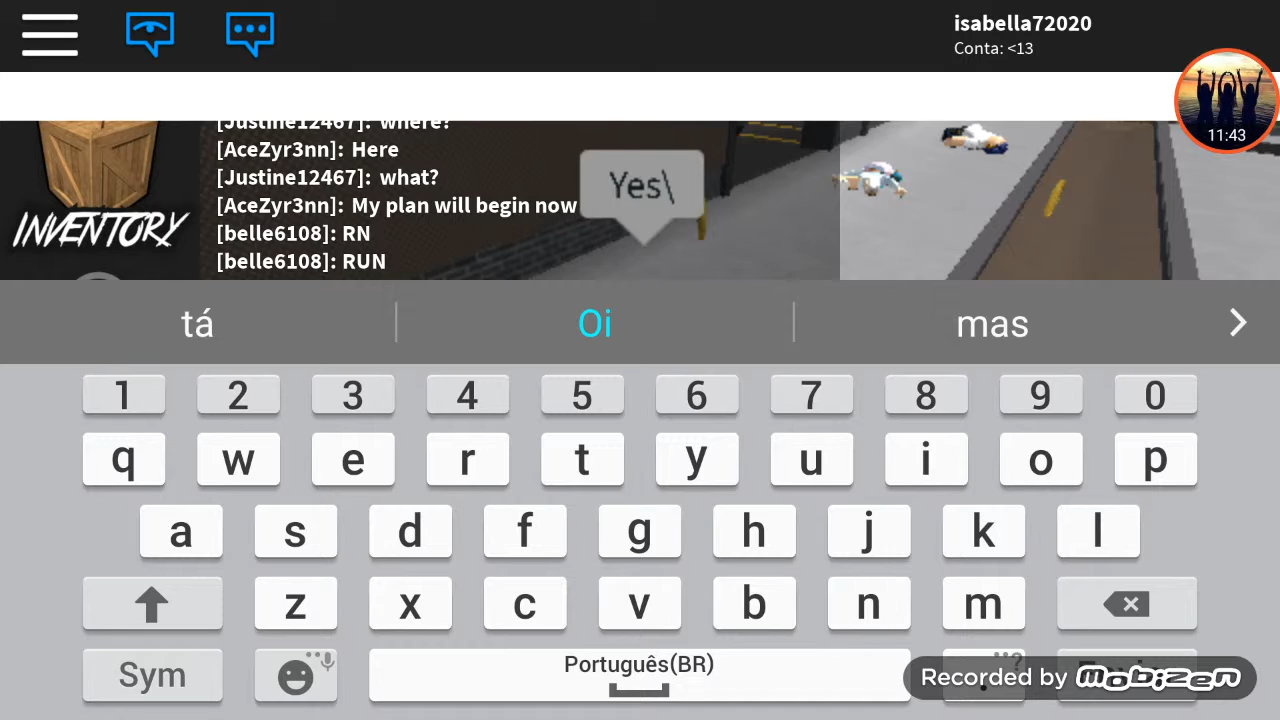 isabella72020
Conta: <13
11:43
[Justine12467]: where?
[AceZyr3nn]: Here
[Justine12467]: what?
[AceZyr3nn]: My plan will begin now
[belle6108]: RN
[belle6108]: RUN
INVENTORY
Yes\
tá Oi mas
1 2 3 4 5 6 7 8 9 0
q w e r t y u i o p
a s d f g h j k l
z x c v b n m
Sym
Português(BR)
Recorded by mobizen